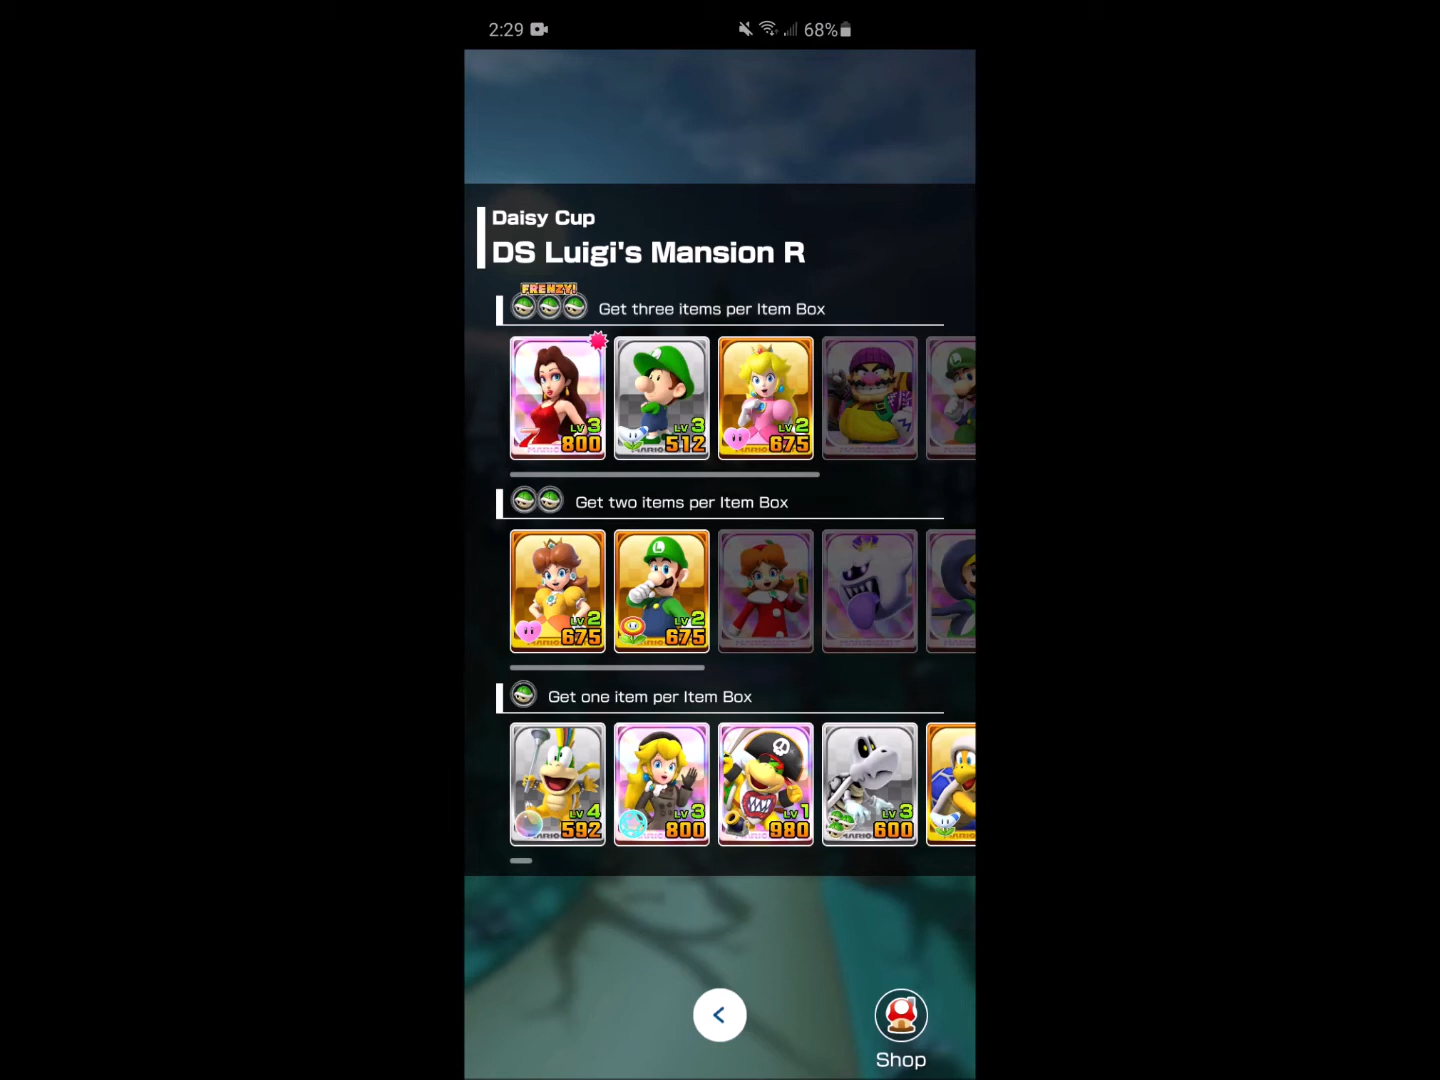 2:29 68%
Daisy Cup
DS Luigi's Mansion R
FRENZY!
Get three items per Item Box
LV 3 800 LV 3 512 LV 2 675
Get two items per Item Box
LV 2 675 LV 2 675
Get one item per Item Box
LV 4 592 LV 3 800 LV 1 980 LV 3 600
Shop